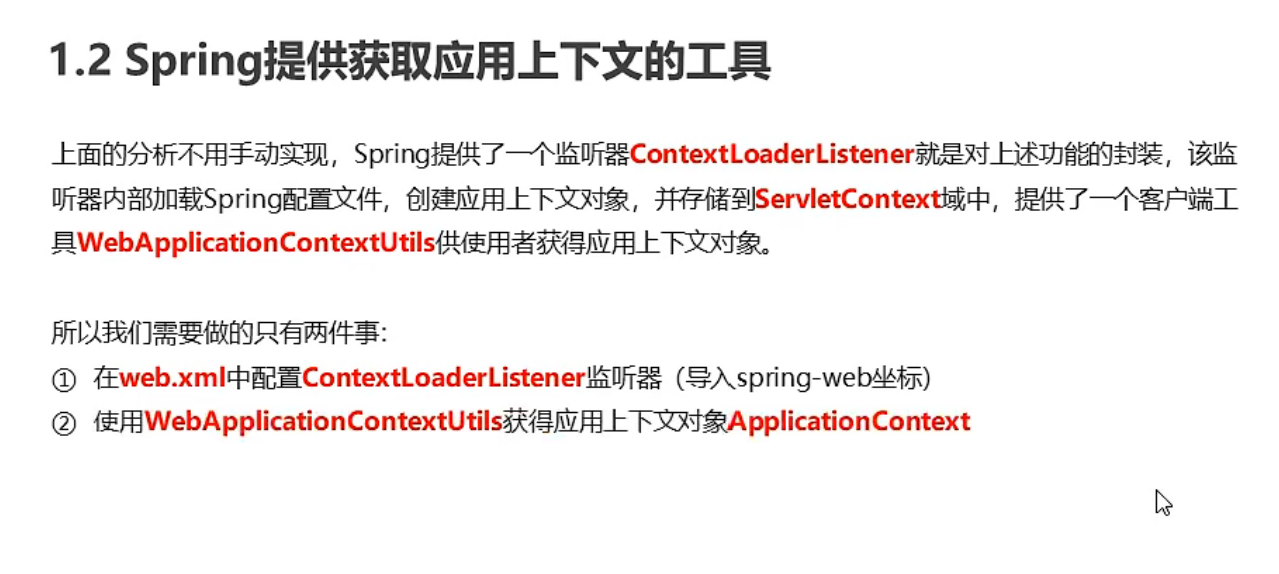 1.2 Spring提供获取应用上下文的工具
上面的分析不用手动实现，Spring提供了一个监听器ContextLoaderListener就是对上述功能的封装，该监
听器内部加载Spring配置文件，创建应用上下文对象，并存储到ServletContext域中，提供了一个客户端工
具WebApplicationContextUtils供使用者获得应用上下文对象。
所以我们需要做的只有两件事：
① 在web.xml中配置ContextLoaderListener监听器（导入spring-web坐标）
② 使用WebApplicationContextUtils获得应用上下文对象ApplicationContext